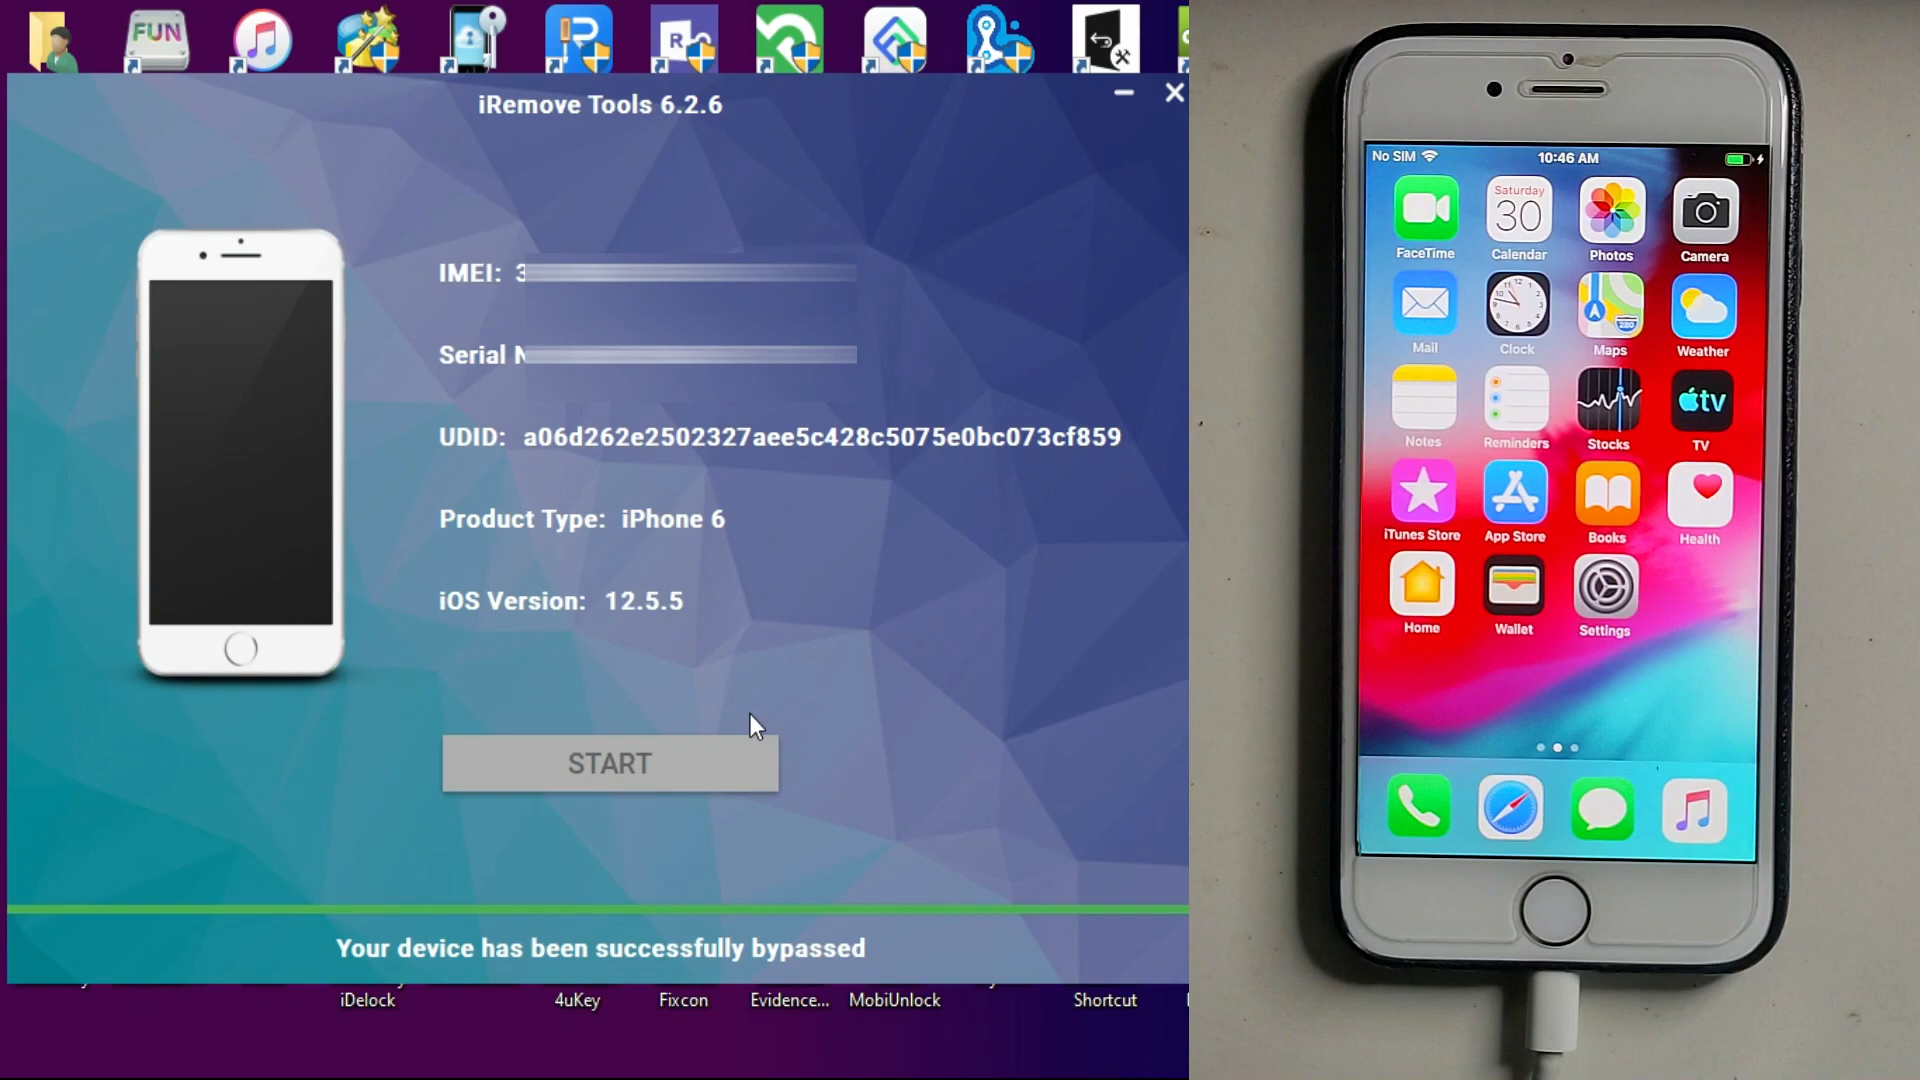 FUN
iRemove Tools 6.2.6
IMEI: 3
Serial N
UDID: a06d262e2502327aee5c428c5075e0bc073cf859
Product Type: iPhone 6
iOS Version: 12.5.5
START
Your device has been successfully bypassed
iDelock
4uKey
Fixcon
Evidence...
MobiUnlock
Shortcut
No SIM
10:46 AM
Saturday
30
FaceTime
Calendar
Photos
Camera
Mail
Clock
Maps
Weather
280
tv
Notes
Reminders
Stocks
TV
iTunes Store
App Store
Books
Health
Home
Wallet
Settings